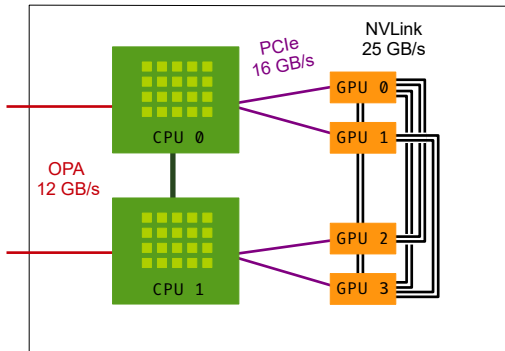 PCIe
16 GB/s
NVLink
25 GB/s
GPU 0
GPU 1
CPU 0
OPA
12 GB/s
GPU 2
GPU 3
CPU 1